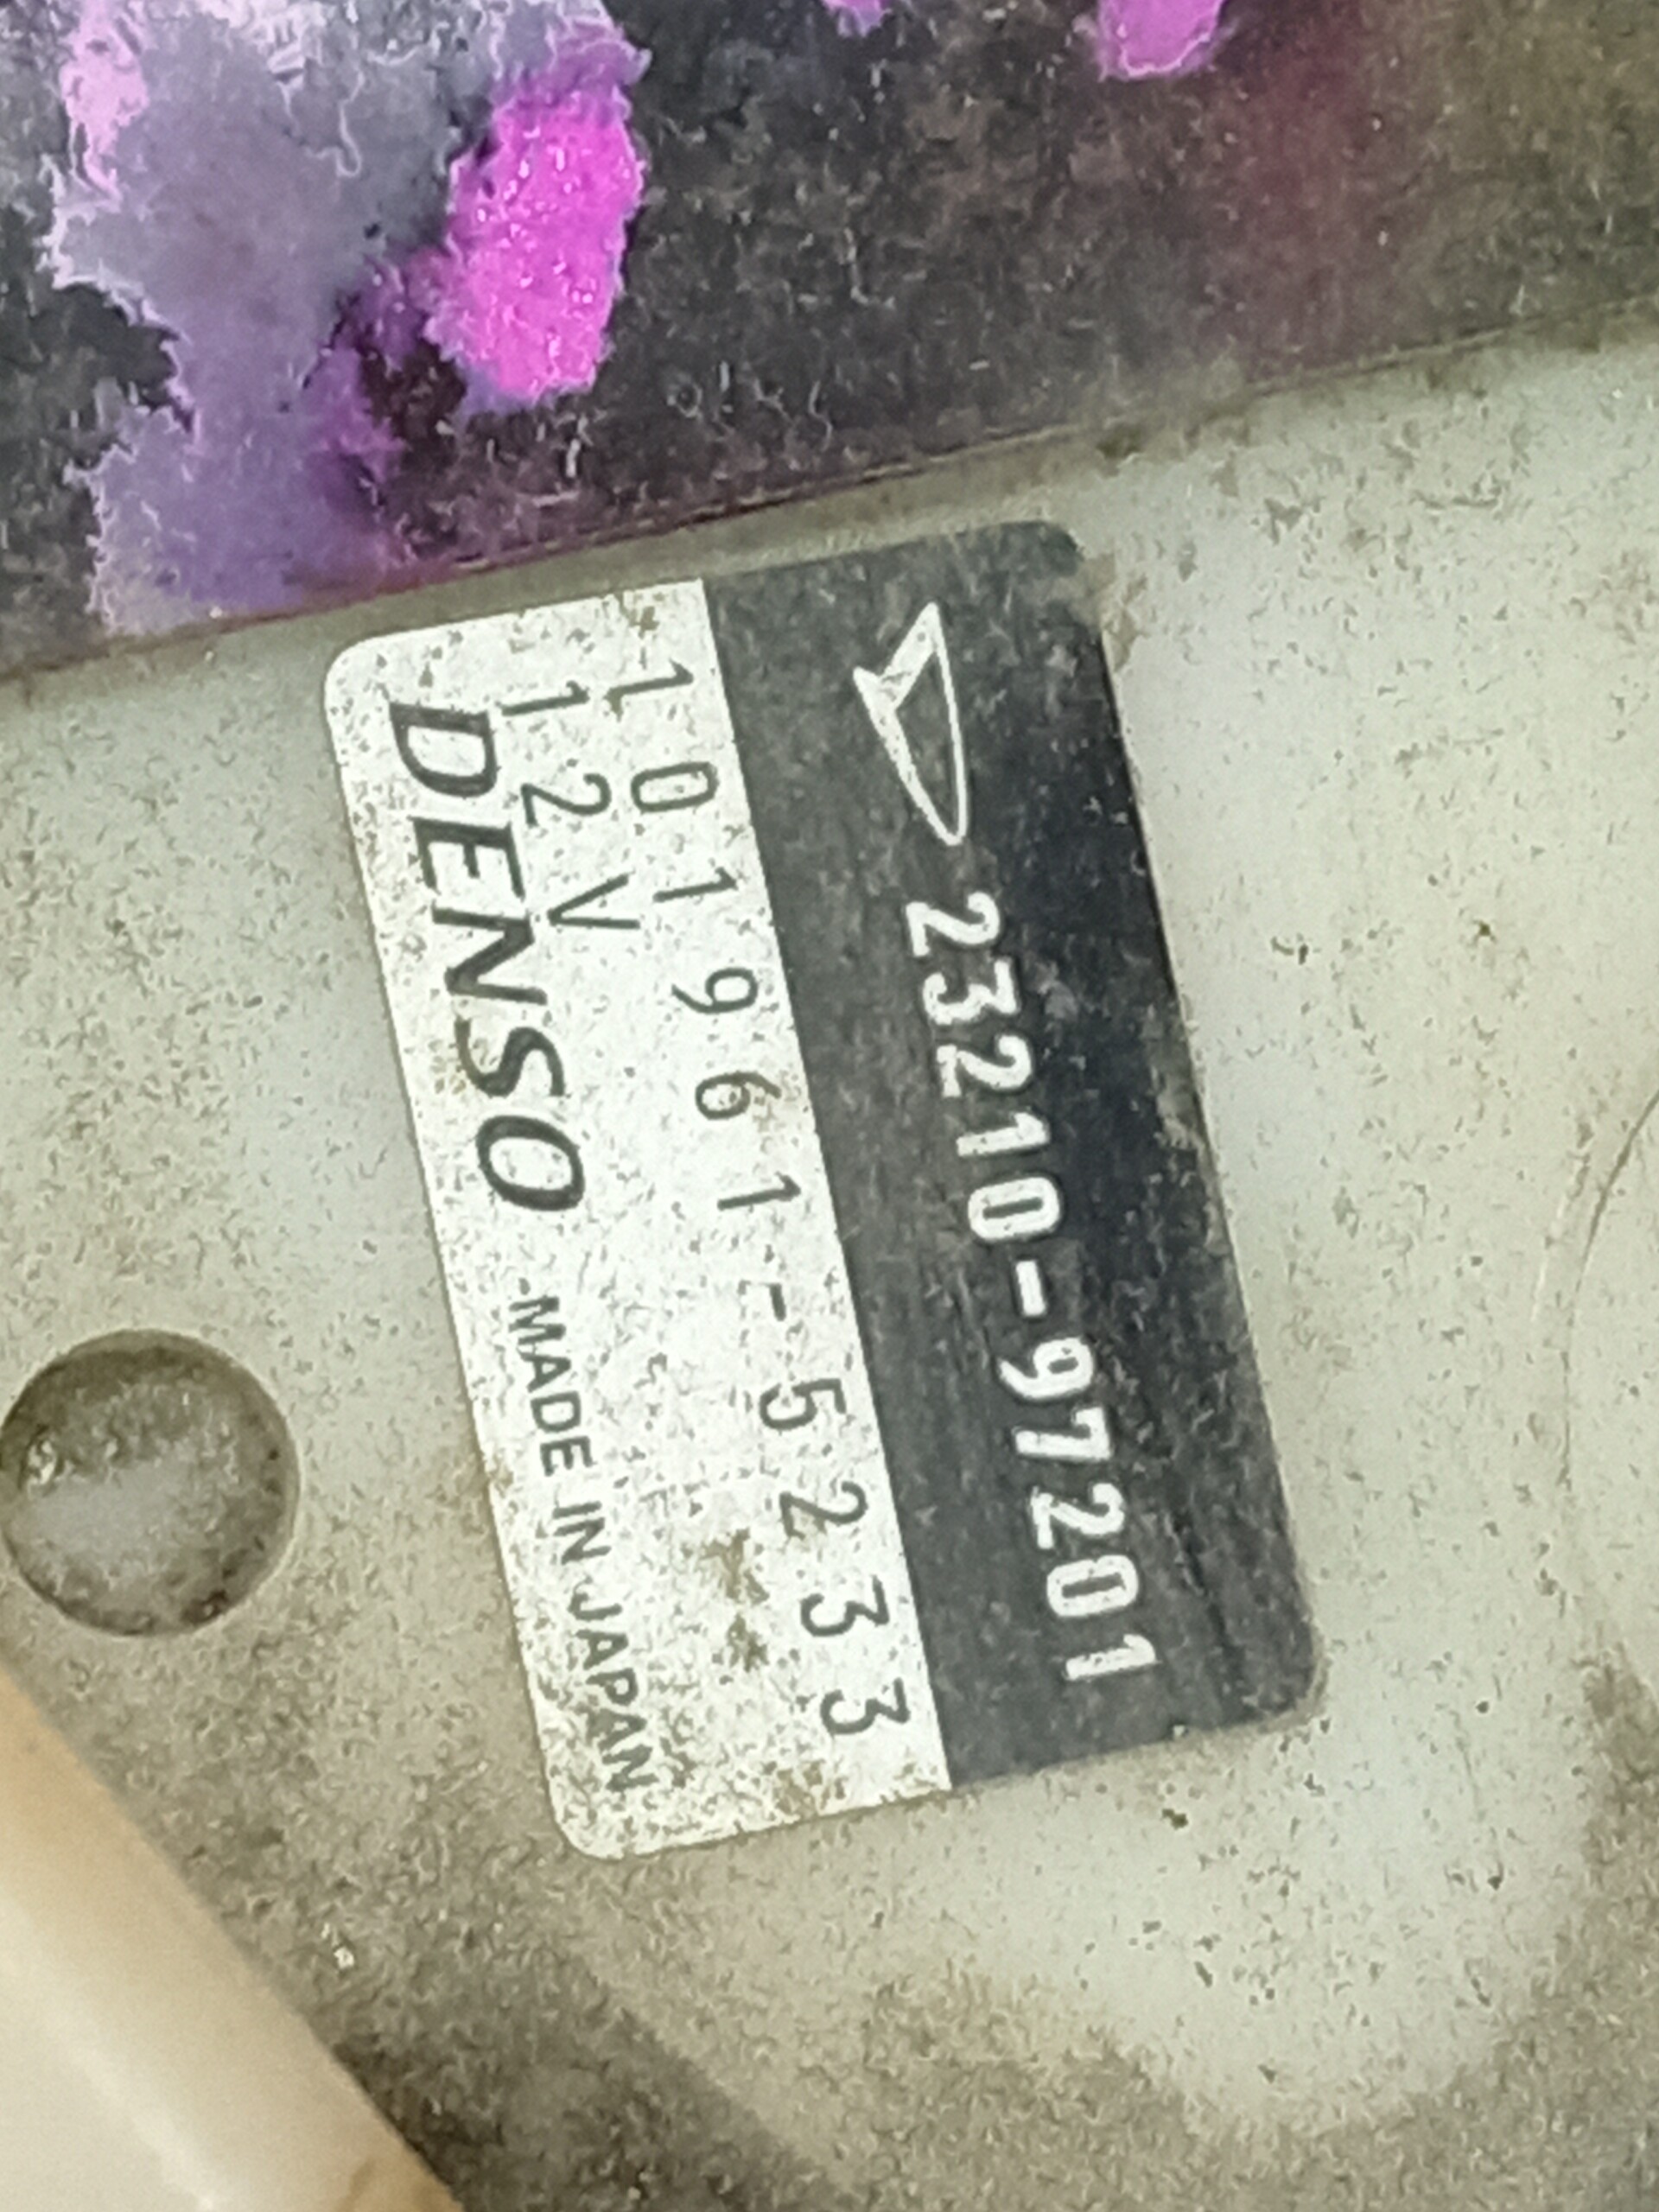 23210-97201
101961-5233
12V
DENSO MADE IN JAPAN